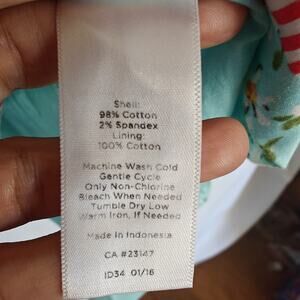 Shell:
98% Cotton
2% Spandex
Lining:
100% Cotton
Machine Wash Cold
Gentle Cycle
Only Non-Chlorine
Bleach When Needed
Tumble Dry Low
Warm Iron, If Needed
Made in Indonesia
CA #23147
ID34 01/16